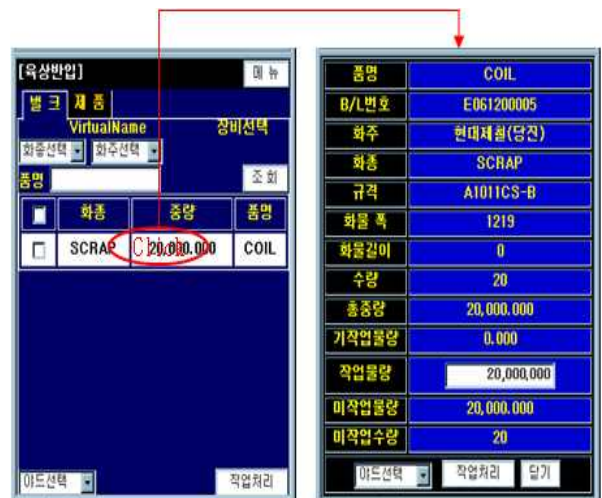 [육상반입] 메 뉴
벌 크 제 품
VirtualName 장비선택
화종선택 화주선택
품명 조 회
화종 중량 품명
SCRAP 20,000.000 COIL
Click
야드선택 작업처리
품명 COIL
B/L번호 E061200005
화주 현대제철(당진)
화종 SCRAP
규격 A1011CS-B
화물 폭 1219
화물길이 0
수량 20
총중량 20,000.000
기작업물량 0.000
작업물량 20,000,000
미작업물량 20,000.000
미작업수량 20
야드선택 작업처리 닫기